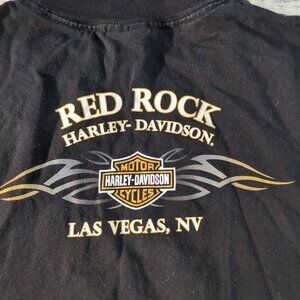 RED ROCK
HARLEY-DAVIDSON®
MOTOR
HARLEY-DAVIDSON
CYCLES
LAS VEGAS, NV